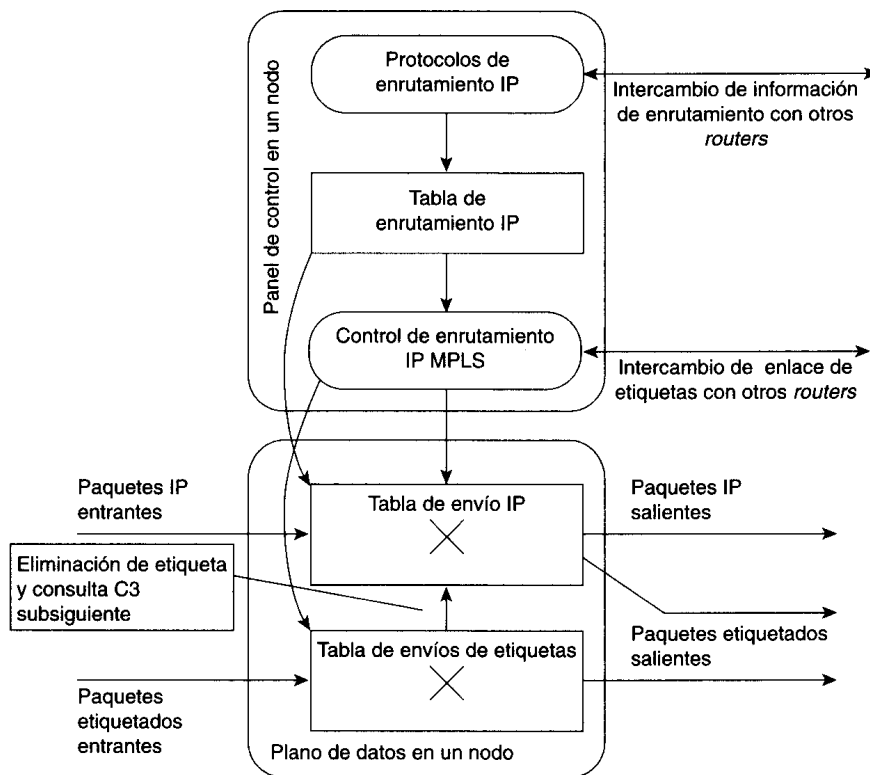 Protocolos de
enrutamiento IP
Intercambio de información
de enrutamiento con otros
routers
Panel de control en un nodo
Tabla de
enrutamiento IP
Control de enrutamiento
IP MPLS
Intercambio de enlace de
etiquetas con otros routers
Paquetes IP
entrantes
Tabla de envío IP
Paquetes IP
salientes
Eliminación de etiqueta
y consulta C3
subsiguiente
Tabla de envíos de etiquetas
Paquetes etiquetados
salientes
Paquetes
etiquetados
entrantes
Plano de datos en un nodo